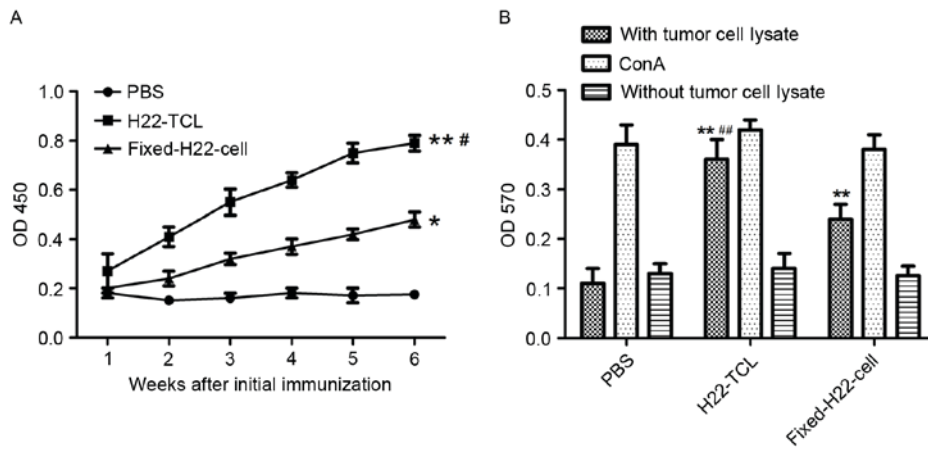 A
OD 450
1.0
0.8
0.6
0.4
0.2
0.0
PBS
H22-TCL
Fixed-H22-cell
** #
*
1 2 3 4 5 6
Weeks after initial immunization
B
With tumor cell lysate
ConA
Without tumor cell lysate
OD 570
0.5
0.4
0.3
0.2
0.1
0.0
** ##
**
PBS
H22-TCL
Fixed-H22-cell